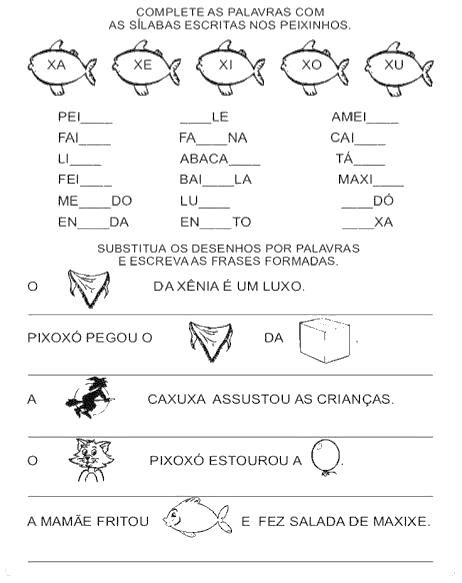 COMPLETE AS PALAVRAS COM
AS SÍLABAS ESCRITAS NOS PEIXINHOS.
XA XE XI XO XU
PEI____ ____LE AMEI____
FAI____ FA____NA CAI____
LI____ ABACA____ TÁ____
FEI____ BAI____LA MAXI____
ME____DO LU____ ____DÓ
EN____DA EN____TO ____XA
SUBSTITUA OS DESENHOS POR PALAVRAS
E ESCREVA AS FRASES FORMADAS.
O DA XÊNIA É UM LUXO.
PIXOXÓ PEGOU O DA .
A CAXUXA ASSUSTOU AS CRIANÇAS.
O PIXOXÓ ESTOUROU A .
A MAMÃE FRITOU E FEZ SALADA DE MAXIXE.